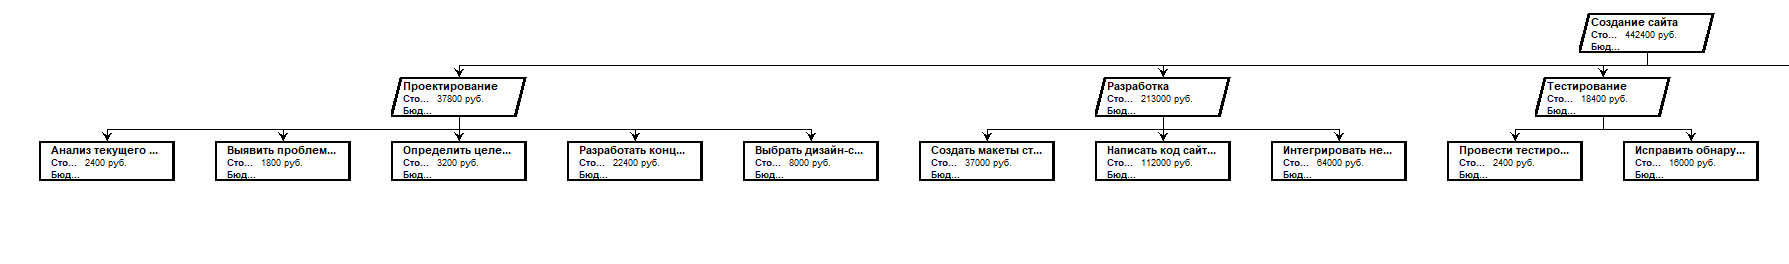 Создание сайта
Сто... 442400 руб.
Бюд...
Проектирование
Сто... 37800 руб.
Бюд...
Разработка
Сто... 213000 руб.
Бюд...
Тестирование
Сто... 18400 руб.
Бюд...
Анализ текущего ...
Сто... 2400 руб.
Бюд...
Выявить проблем...
Сто... 1800 руб.
Бюд...
Определить целе...
Сто... 3200 руб.
Бюд...
Разработать конц...
Сто... 22400 руб.
Бюд...
Выбрать дизайн-с...
Сто... 8000 руб.
Бюд...
Создать макеты ст...
Сто... 37000 руб.
Бюд...
Написать код сайт...
Сто... 112000 руб.
Бюд...
Интегрировать не...
Сто... 64000 руб.
Бюд...
Провести тестиро...
Сто... 2400 руб.
Бюд...
Исправить обнару...
Сто... 16000 руб.
Бюд...